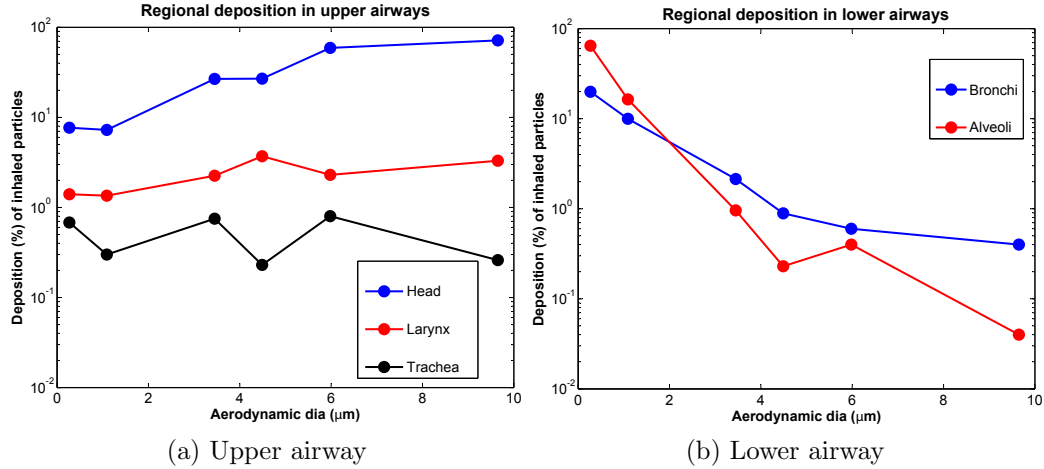 Regional deposition in upper airways
Deposition (%) of inhaled particles
10^2
10^1
10^0
10^-1
10^-2
Head
Larynx
Trachea
0 2 4 6 8 10
Aerodynamic dia (μm)
(a) Upper airway
Regional deposition in lower airways
Deposition (%) of inhaled particles
10^2
10^1
10^0
10^-1
10^-2
Bronchi
Alveoli
0 2 4 6 8 10
Aerodynamic dia (μm)
(b) Lower airway